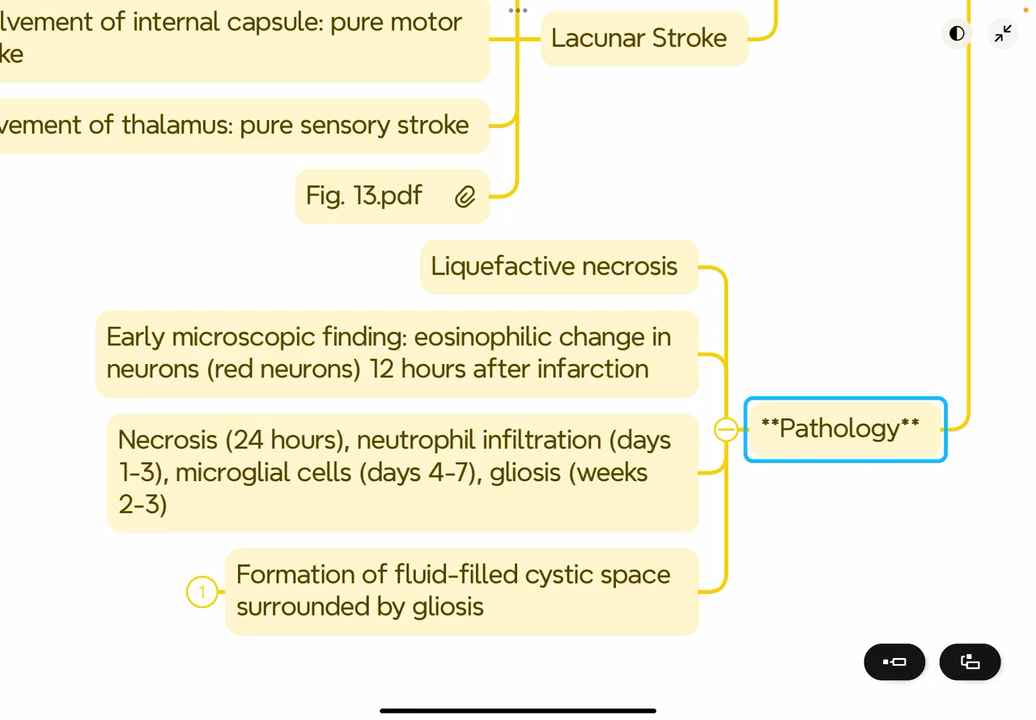 lvement of internal capsule: pure motor
ke
Lacunar Stroke
vement of thalamus: pure sensory stroke
Fig. 13.pdf
Liquefactive necrosis
Early microscopic finding: eosinophilic change in
neurons (red neurons) 12 hours after infarction
**Pathology**
Necrosis (24 hours), neutrophil infiltration (days
1-3), microglial cells (days 4-7), gliosis (weeks
2-3)
1
Formation of fluid-filled cystic space
surrounded by gliosis